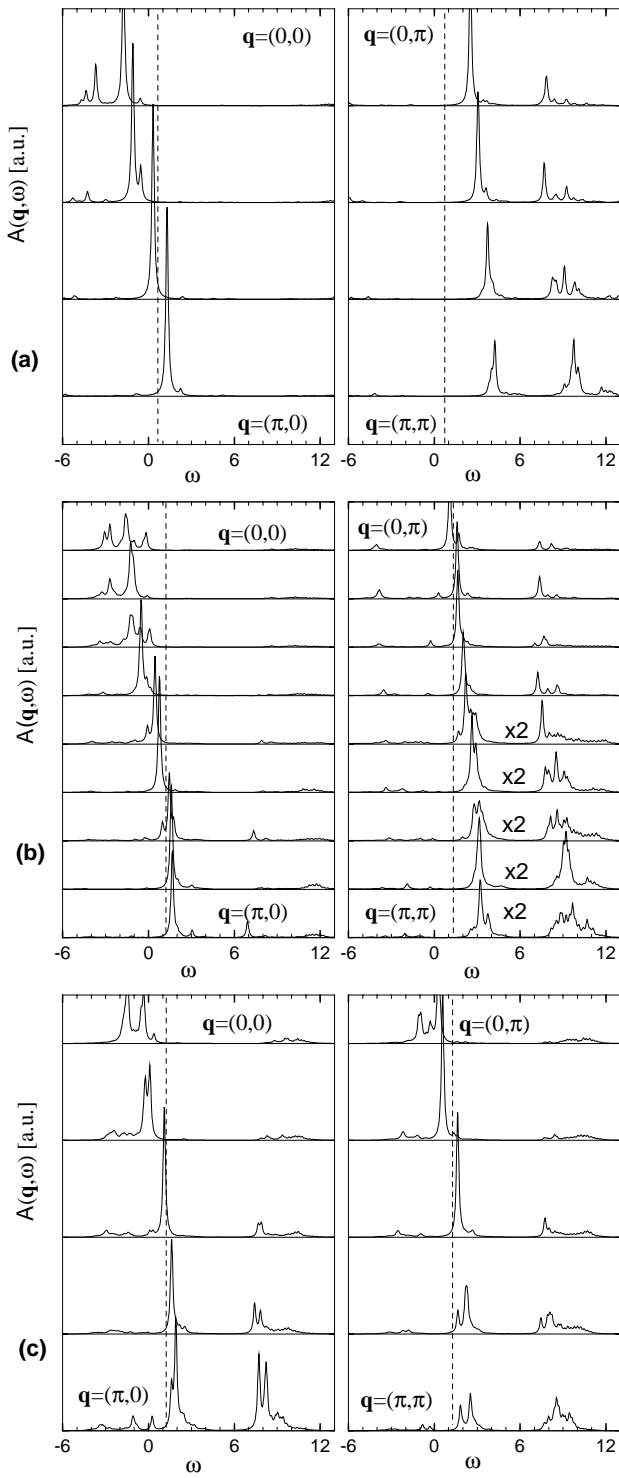 q=(0,0)
q=(0,π)
A(q,ω) [a.u.]
(a)
q=(π,0)
q=(π,π)
-6 0 6 12
-6 0 6 12
ω
ω
q=(0,0)
q=(0,π)
A(q,ω) [a.u.]
x2
x2
x2
(b)
x2
q=(π,0)
q=(π,π)
x2
-6 0 6 12
-6 0 6 12
ω
ω
q=(0,0)
q=(0,π)
A(q,ω) [a.u.]
(c)
q=(π,0)
q=(π,π)
-6 0 6 12
-6 0 6 12
ω
ω